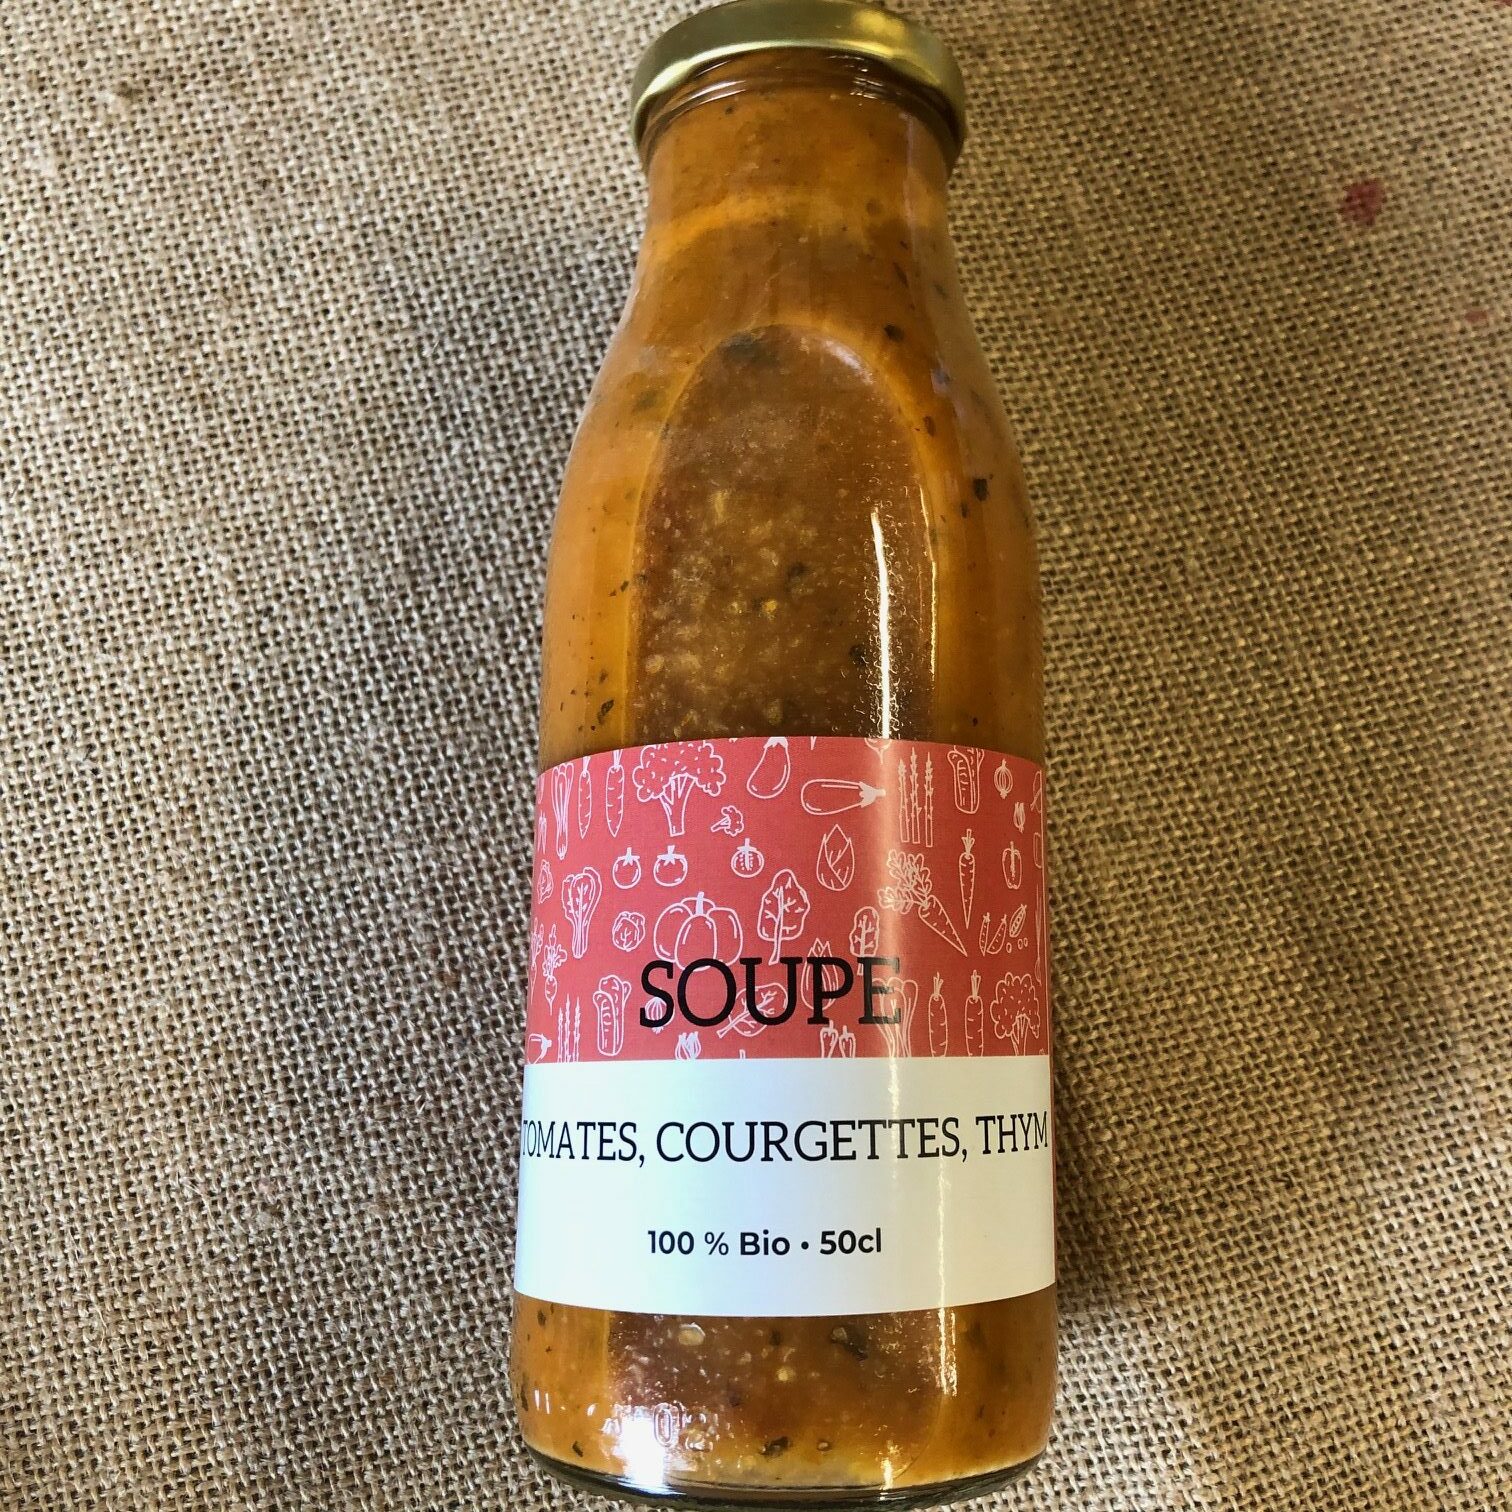 SOUPE
TOMATES, COURGETTES, THYM
100 % Bio • 50cl